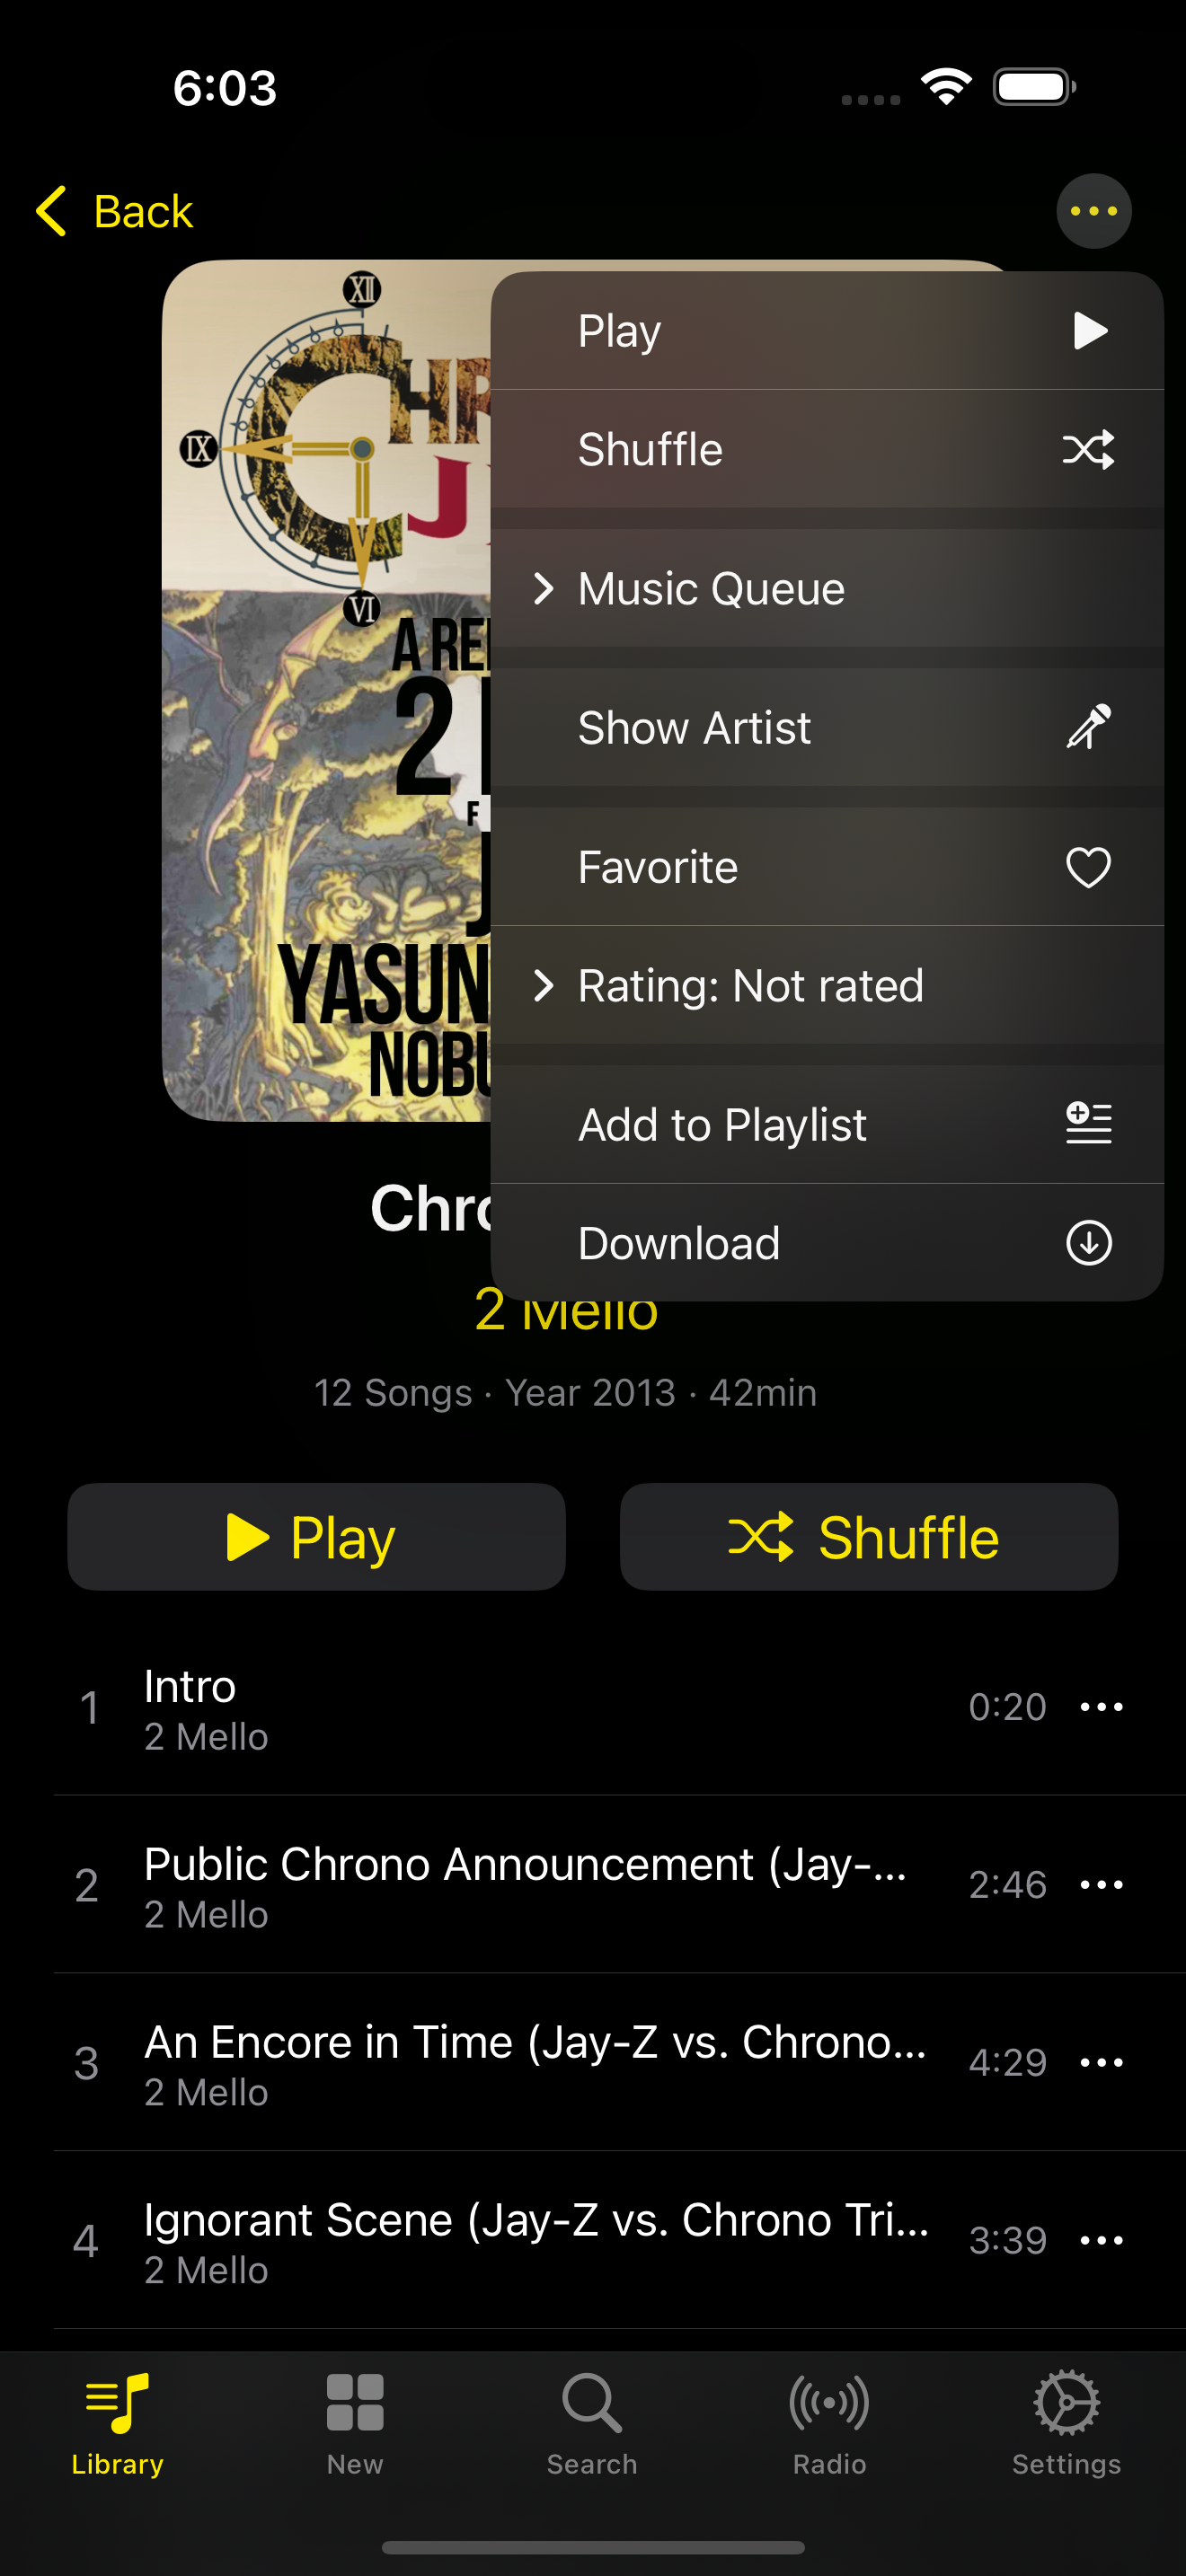 6:03
Back
XII
IX
VI
Play
Shuffle
Music Queue
Show Artist
Favorite
Rating: Not rated
Add to Playlist
Download
2
YASUN
NOBU
2 Mello
12 Songs · Year 2013 · 42min
Play
Shuffle
1
Intro
2 Mello
0:20
2
Public Chrono Announcement (Jay-...
2 Mello
2:46
3
An Encore in Time (Jay-Z vs. Chrono...
2 Mello
4:29
4
Ignorant Scene (Jay-Z vs. Chrono Tri...
2 Mello
3:39
Library
New
Search
Radio
Settings